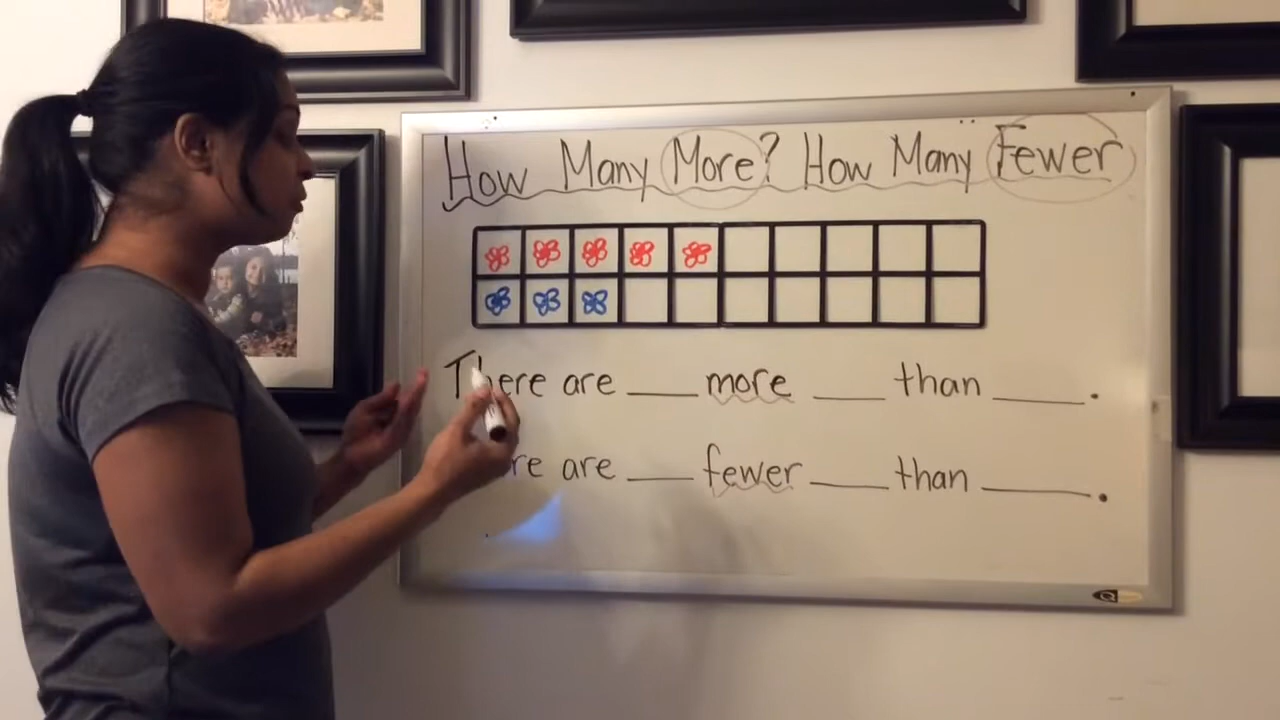 How Many More? How Many Fewer
There are ___ more ___ than ___.
are ___ fewer ___ than ___.